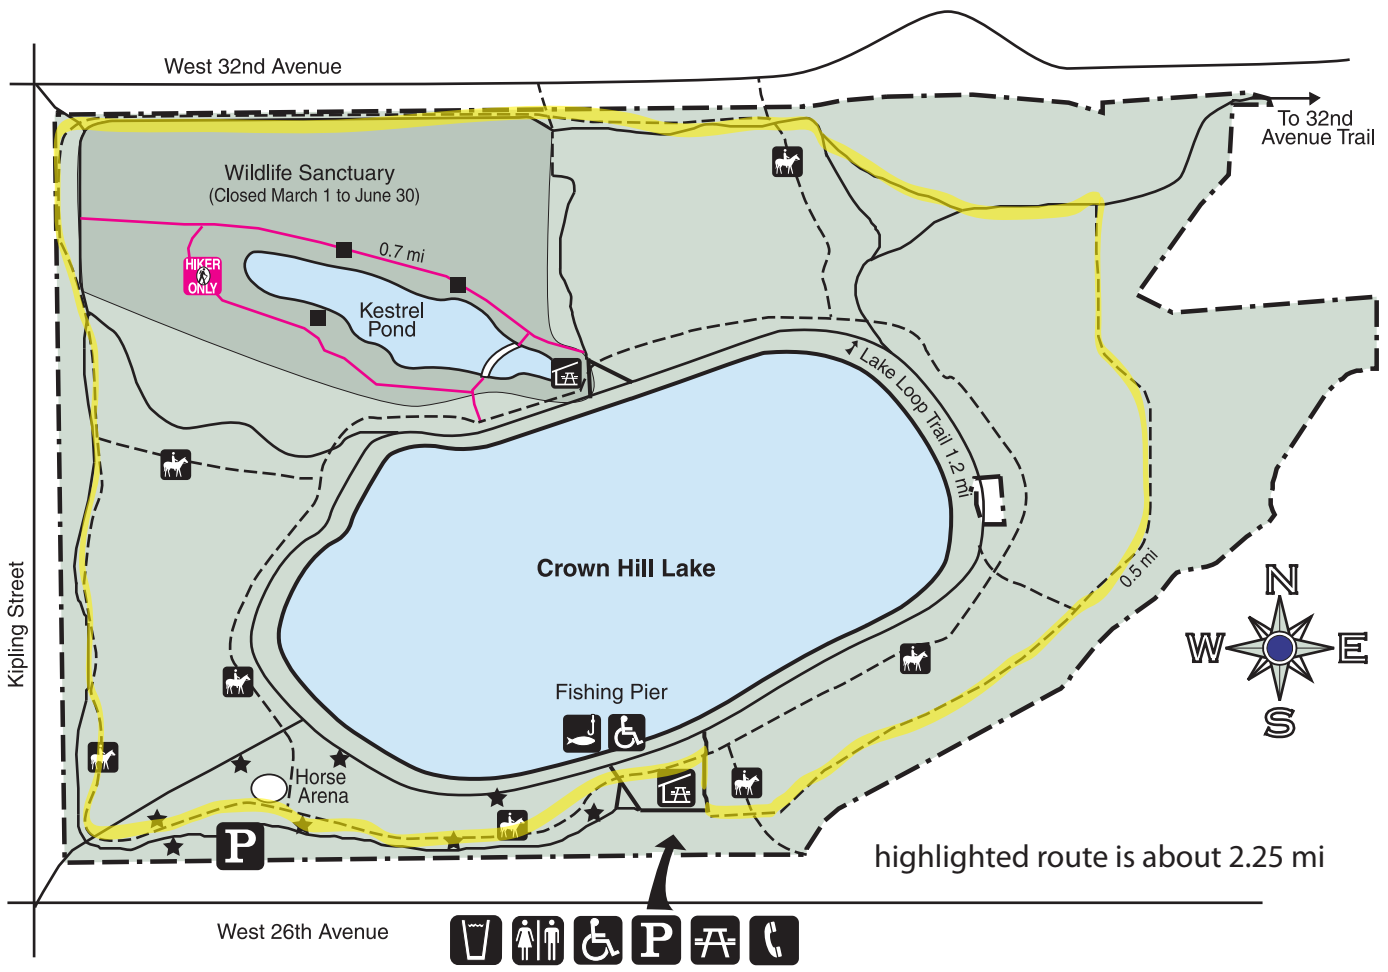 West 32nd Avenue
To 32nd
Avenue Trail
Wildlife Sanctuary
(Closed March 1 to June 30)
0.7 mi
HIKER
ONLY
Kestrel
Pond
Lake Loop Trail 1.2 mi
Crown Hill Lake
0.5 mi
Kipling Street
N
W
E
S
Fishing Pier
Horse
Arena
P
highlighted route is about 2.25 mi
West 26th Avenue
P